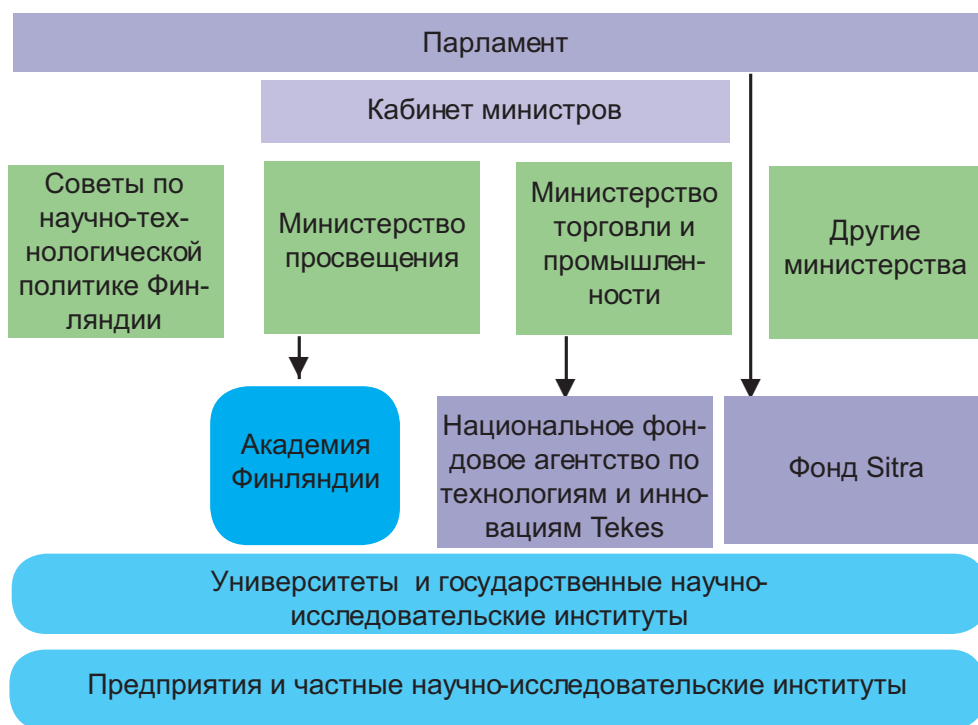 Парламент
Кабинет министров
Советы по
научно-тех-
нологической
политике Фин-
ляндии
Министерство
просвещения
Министерство
торговли и
промышлен-
ности
Другие
министерства
Академия
Финляндии
Национальное фон-
довое агентство по
технологиям и инно-
вациям Tekes
Фонд Sitra
Университеты и государственные научно-
исследовательские институты
Предприятия и частные научно-исследовательские институты